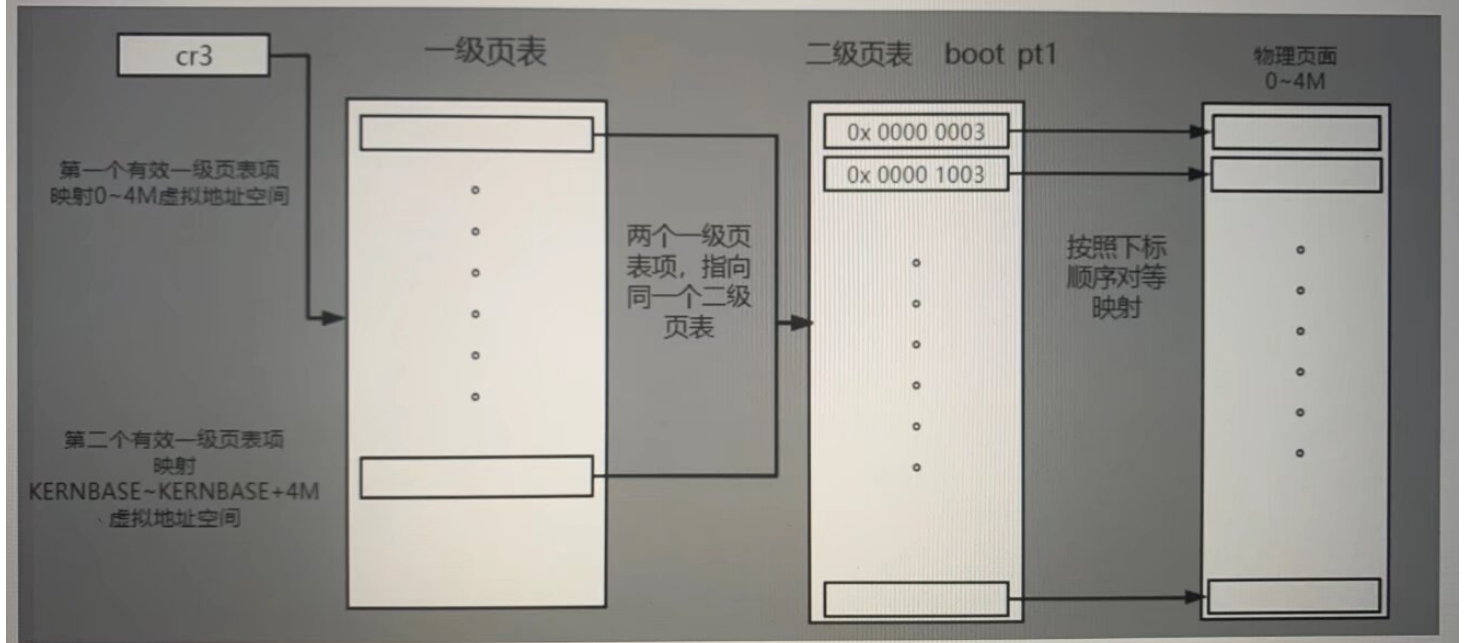 cr3
一级页表
二级页表 boot pt1
物理页面
0~4M
0x 0000 0003
0x 0000 1003
第一个有效一级页表项
映射0~4M虚拟地址空间
两个一级页
表项，指向
同一个二级
页表
按照下标
顺序对等
映射
第二个有效一级页表项
映射
KERNBASE~KERNBASE+4M
、虚拟地址空间